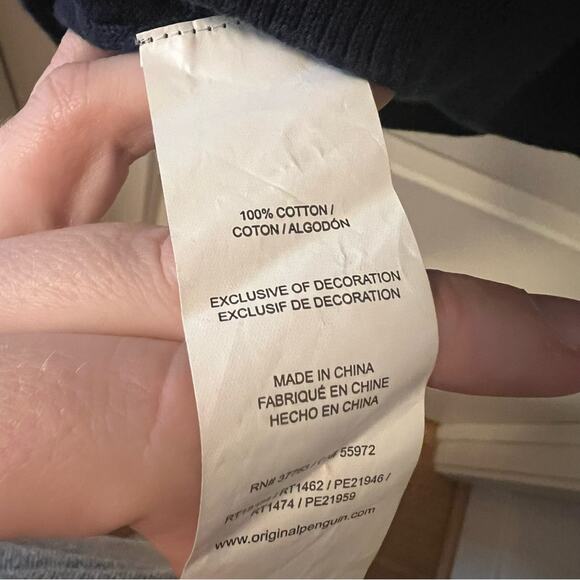 100% COTTON /
COTON / ALGODÓN
EXCLUSIVE OF DECORATION
EXCLUSIF DE DECORATION
MADE IN CHINA
FABRIQUÉ EN CHINE
HECHO EN CHINA
RN# 55972
/ RT1462 / PE21946 /
RT1474 / PE21959
www.originalpenguin.com